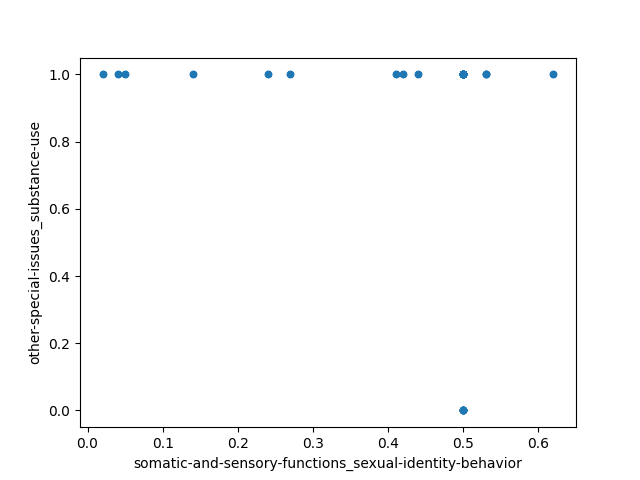 1.0
0.8
0.6
0.4
0.2
0.0
other-special-issues_substance-use
0.0 0.1 0.2 0.3 0.4 0.5 0.6
somatic-and-sensory-functions_sexual-identity-behavior